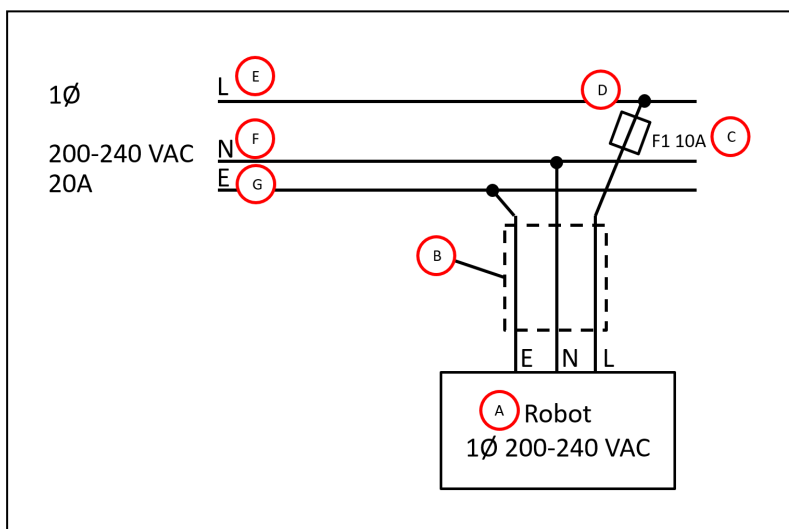 1Ø
L
E
D
200-240 VAC
N
F
F1 10A
C
20A
E
G
B
E N L
A
Robot
1Ø 200-240 VAC